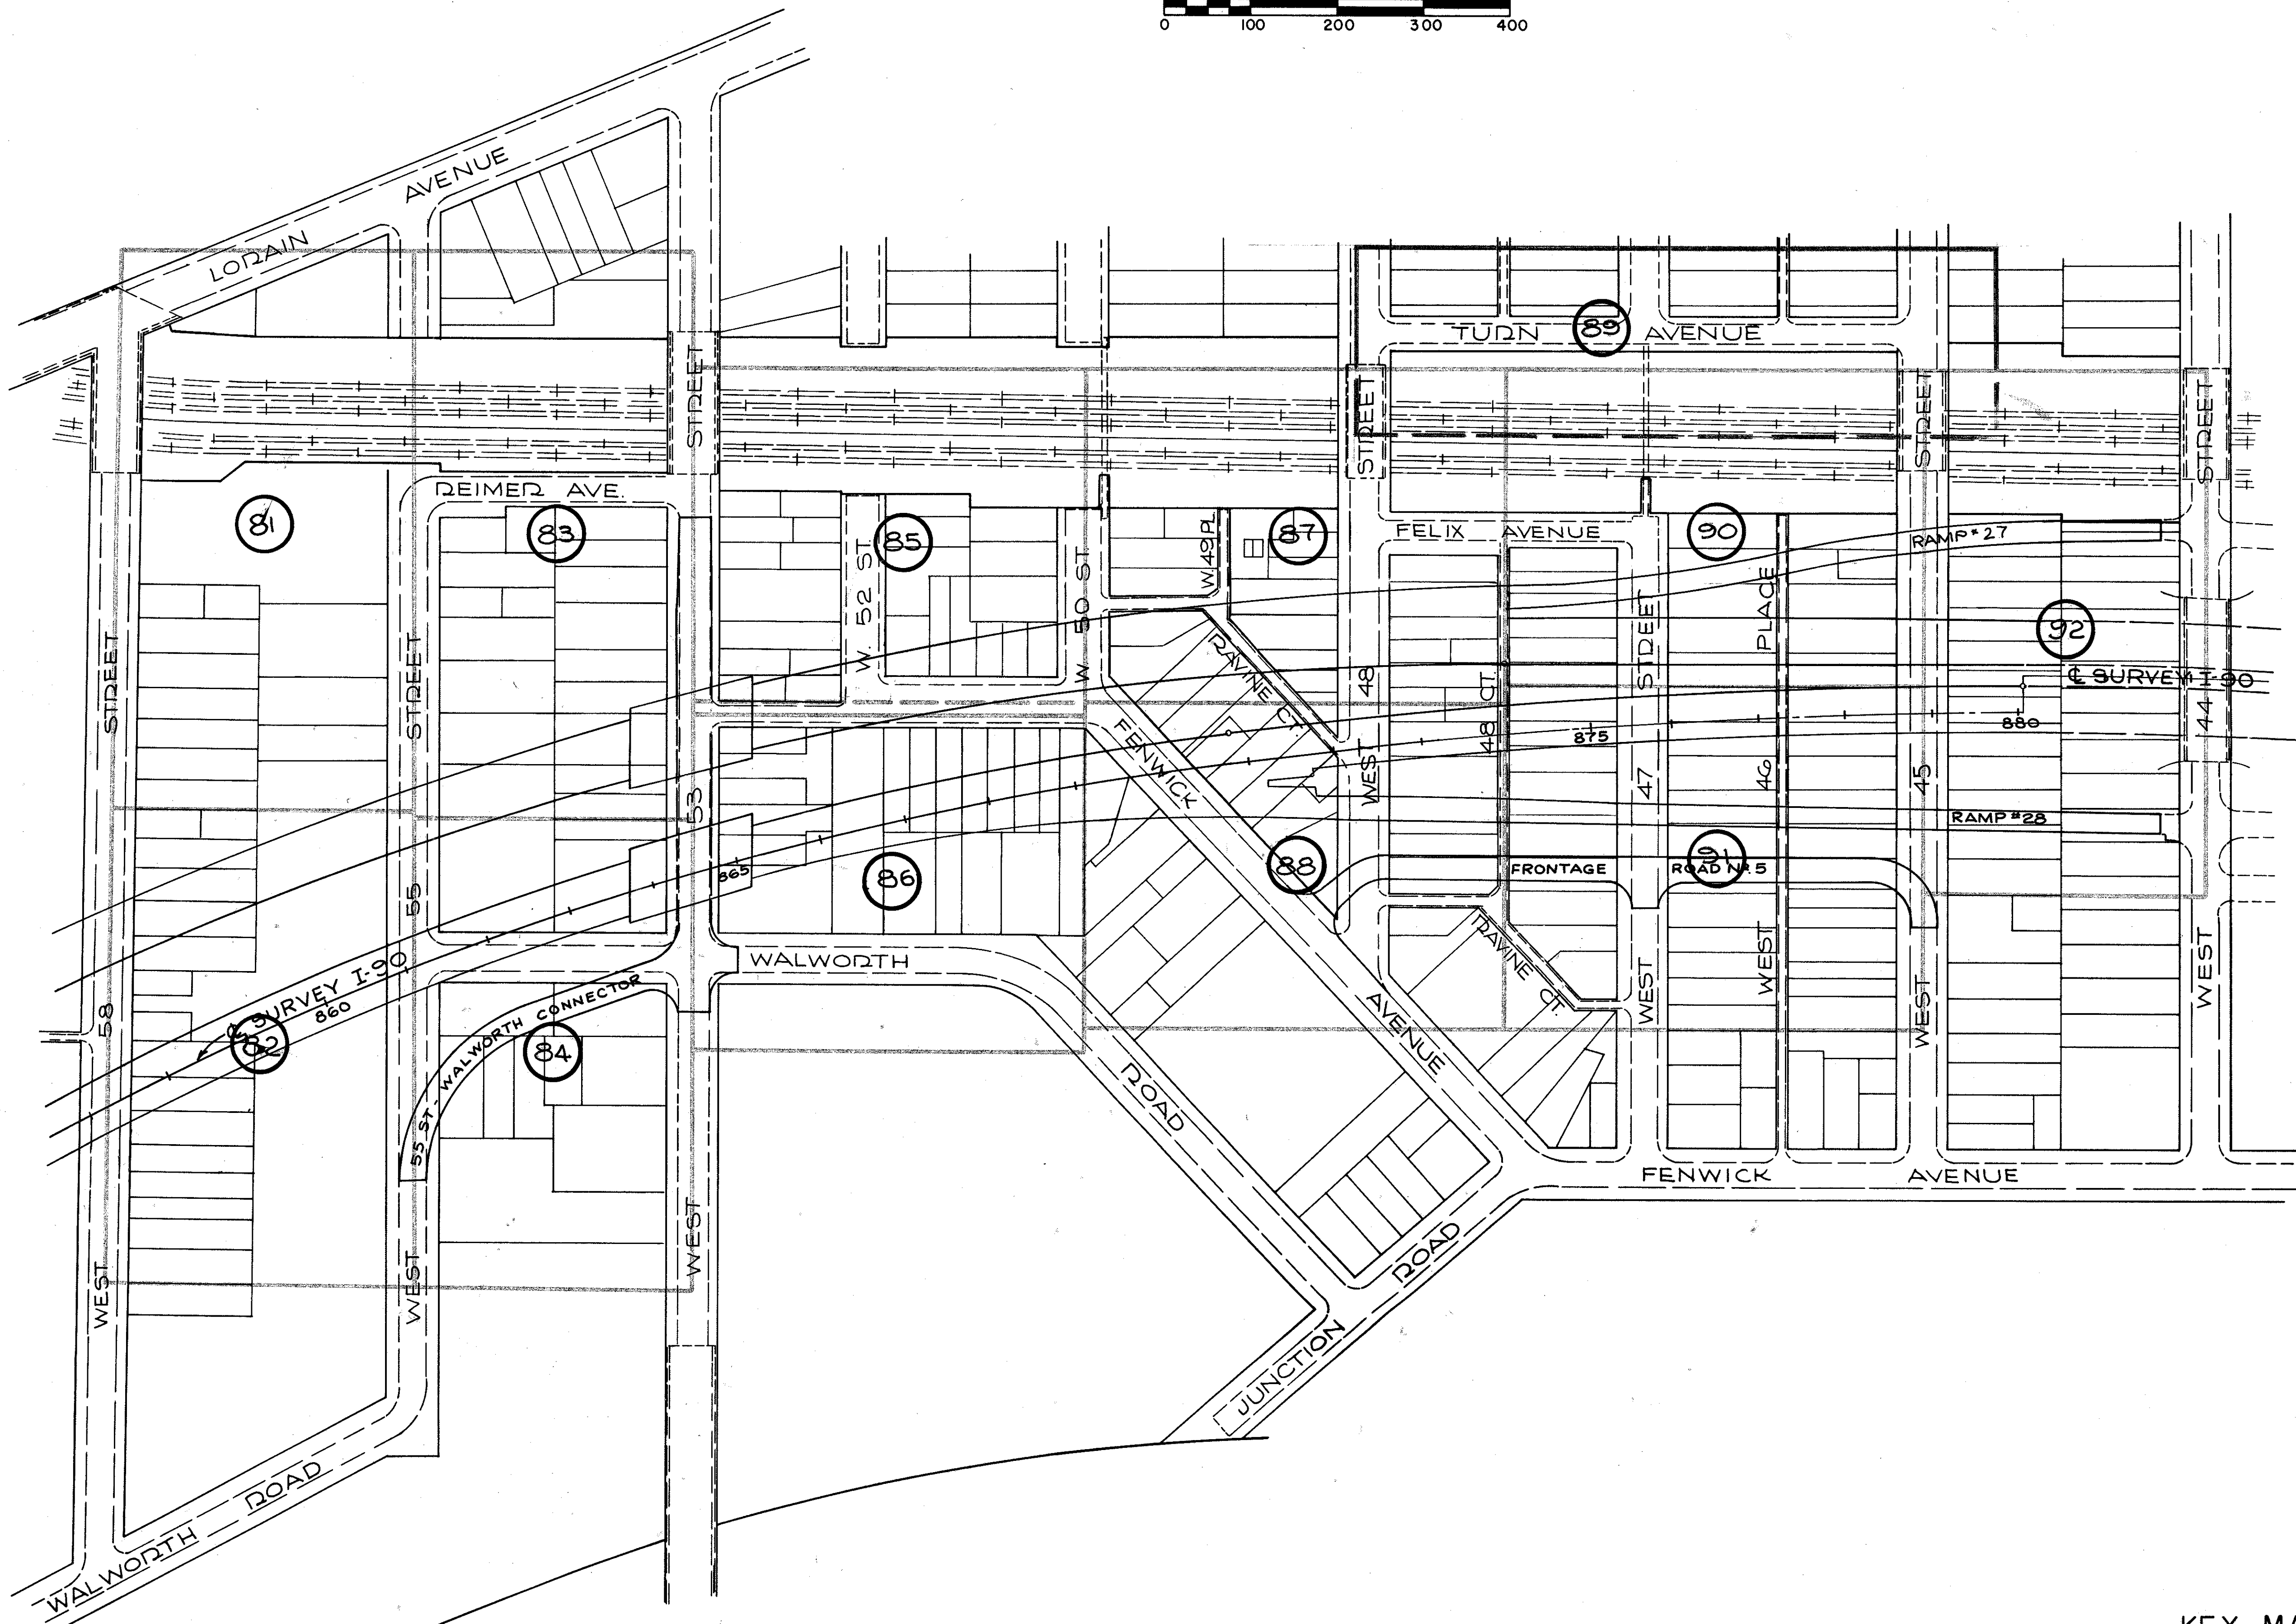 0 100 200 300 400
LORAIN AVENUE
TURN AVENUE
89
STREET
STREET
STREET
STREET
REIMER AVE.
81
83
85
87
90
92
FELIX AVENUE
RAMP #27
W. 49 PL.
W. 52 ST.
W 50 ST.
RAVINE CT.
WEST 58 STREET
WEST 55 STREET
WEST 53
WEST 48
48 CT.
WEST 47 STREET
WEST 46 PLACE
WEST 45
WEST 44
℄ SURVEY I-90
880
875
865
860
RAMP #28
FRONTAGE ROAD Nº 5
91
88
86
FENWICK AVENUE
WALWORTH ROAD
RAVINE CT.
℄ SURVEY I-90
82
84
55 ST. - WALWORTH CONNECTOR
FENWICK AVENUE
JUNCTION ROAD
WALWORTH ROAD